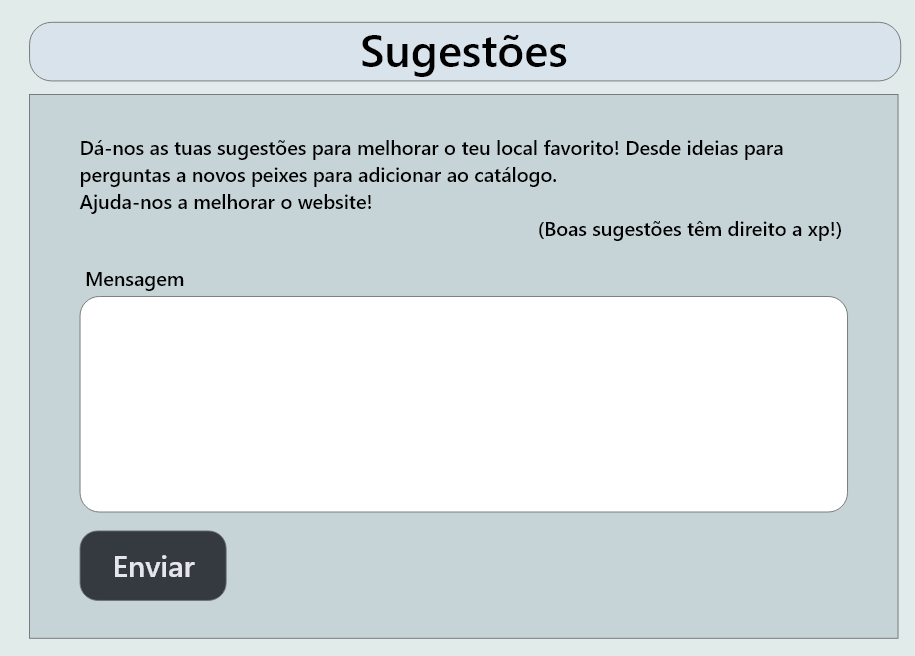 Sugestões
Dá-nos as tuas sugestões para melhorar o teu local favorito! Desde ideias para
perguntas a novos peixes para adicionar ao catálogo.
Ajuda-nos a melhorar o website!
(Boas sugestões têm direito a xp!)
Mensagem
Enviar